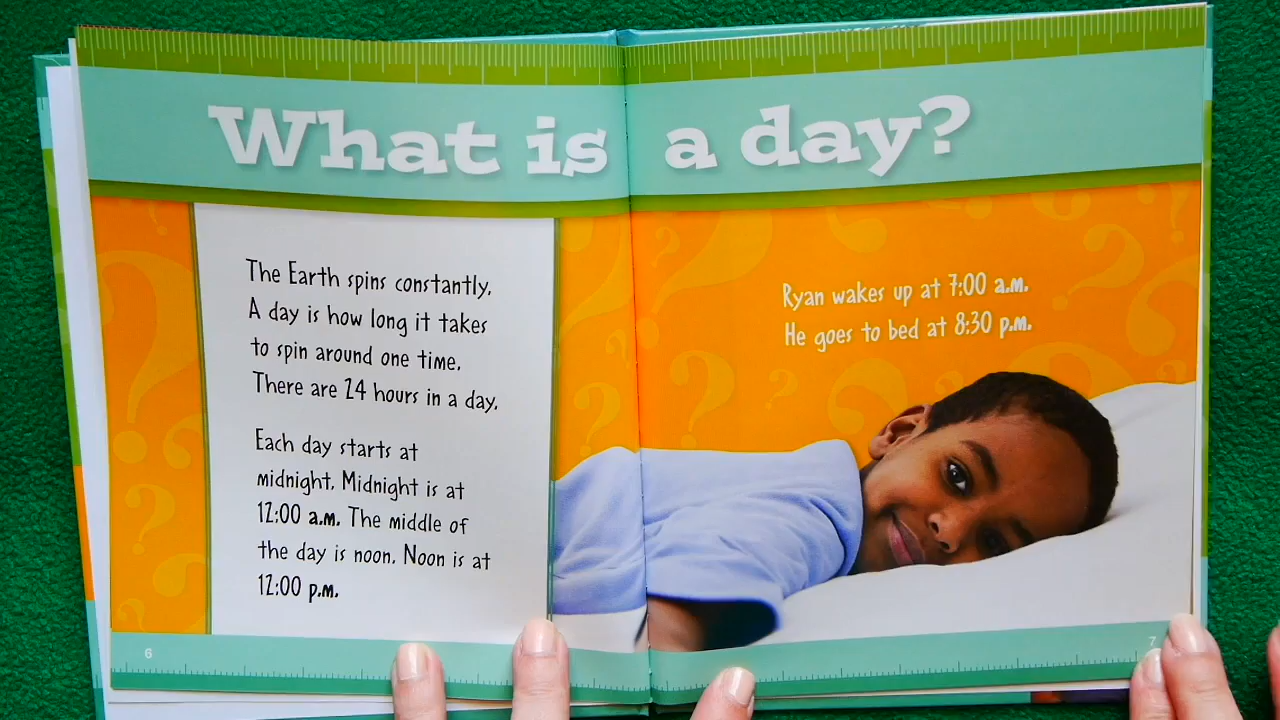 What is a day?
The Earth spins constantly.
A day is how long it takes
to spin around one time.
There are 24 hours in a day.
Each day starts at
midnight. Midnight is at
12:00 a.m. The middle of
the day is noon. Noon is at
12:00 p.m.
6
Ryan wakes up at 7:00 a.m.
He goes to bed at 8:30 p.m.
7